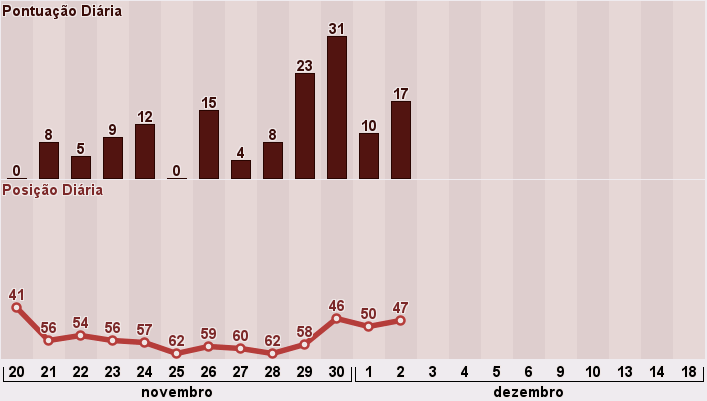 Pontuação Diária
0 8 5 9 12 0 15 4 8 23 31 10 17
Posição Diária
41 56 54 56 57 62 59 60 62 58 46 50 47
20 21 22 23 24 25 26 27 28 29 30 1 2 3 4 5 6 9 10 13 14 18
novembro dezembro